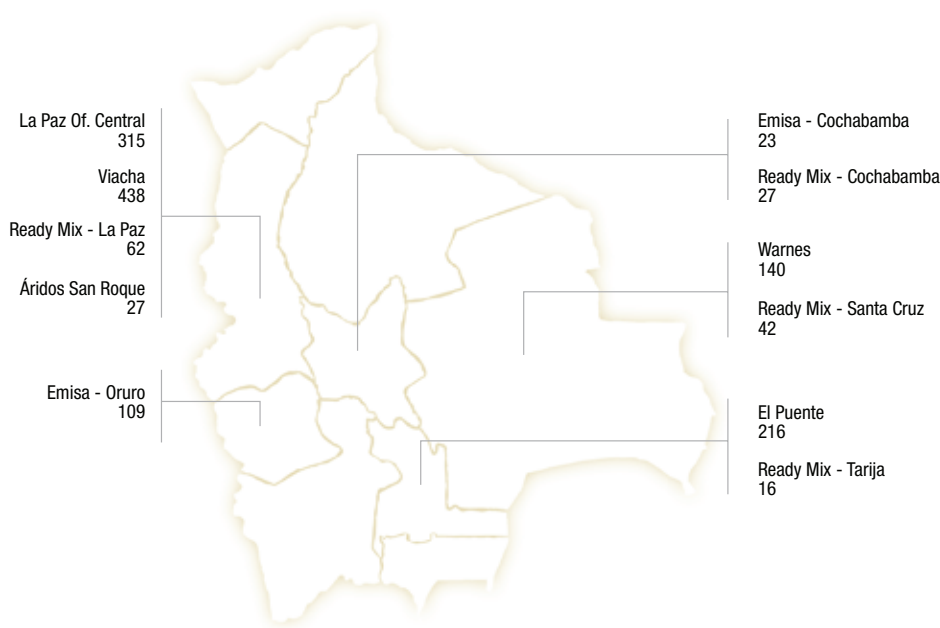 La Paz Of. Central
315
Viacha
438
Ready Mix - La Paz
62
Áridos San Roque
27
Emisa - Oruro
109
Emisa - Cochabamba
23
Ready Mix - Cochabamba
27
Warnes
140
Ready Mix - Santa Cruz
42
El Puente
216
Ready Mix - Tarija
16